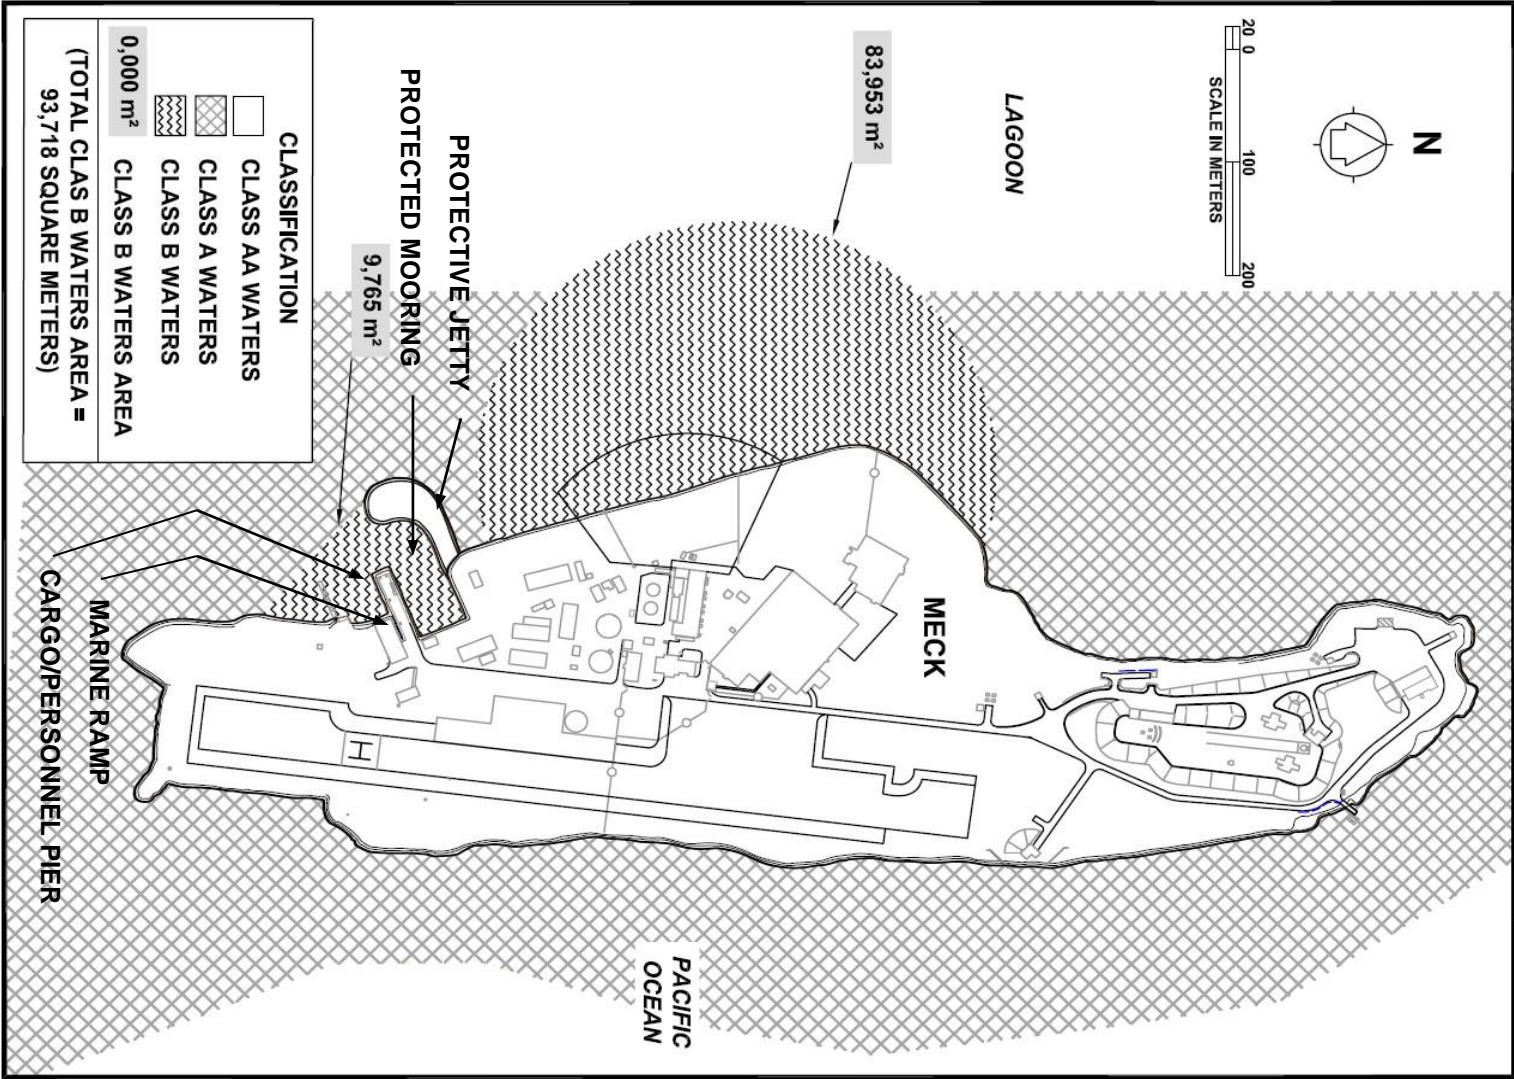 N
20 0 100 200
SCALE IN METERS
LAGOON
83,953 m²
PROTECTIVE JETTY
PROTECTED MOORING
9,765 m²
MECK
H
PACIFIC
OCEAN
MARINE RAMP
CARGO/PERSONNEL PIER
CLASSIFICATION
CLASS AA WATERS
CLASS A WATERS
CLASS B WATERS
0,000 m² CLASS B WATERS AREA
(TOTAL CLAS B WATERS AREA =
93,718 SQUARE METERS)